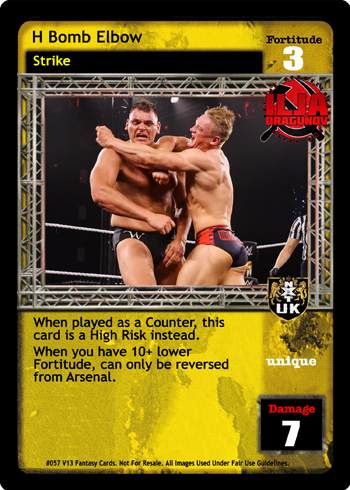 H Bomb Elbow
Fortitude
3
Strike
ILJA
DRAGUNOV
W
NXT
UK
When played as a Counter, this
card is a High Risk instead.
When you have 10+ lower
Fortitude, can only be reversed
from Arsenal.
unique
Damage
7
#057 V13 Fantasy Cards. Not For Resale. All Images Used Under Fair Use Guidelines.